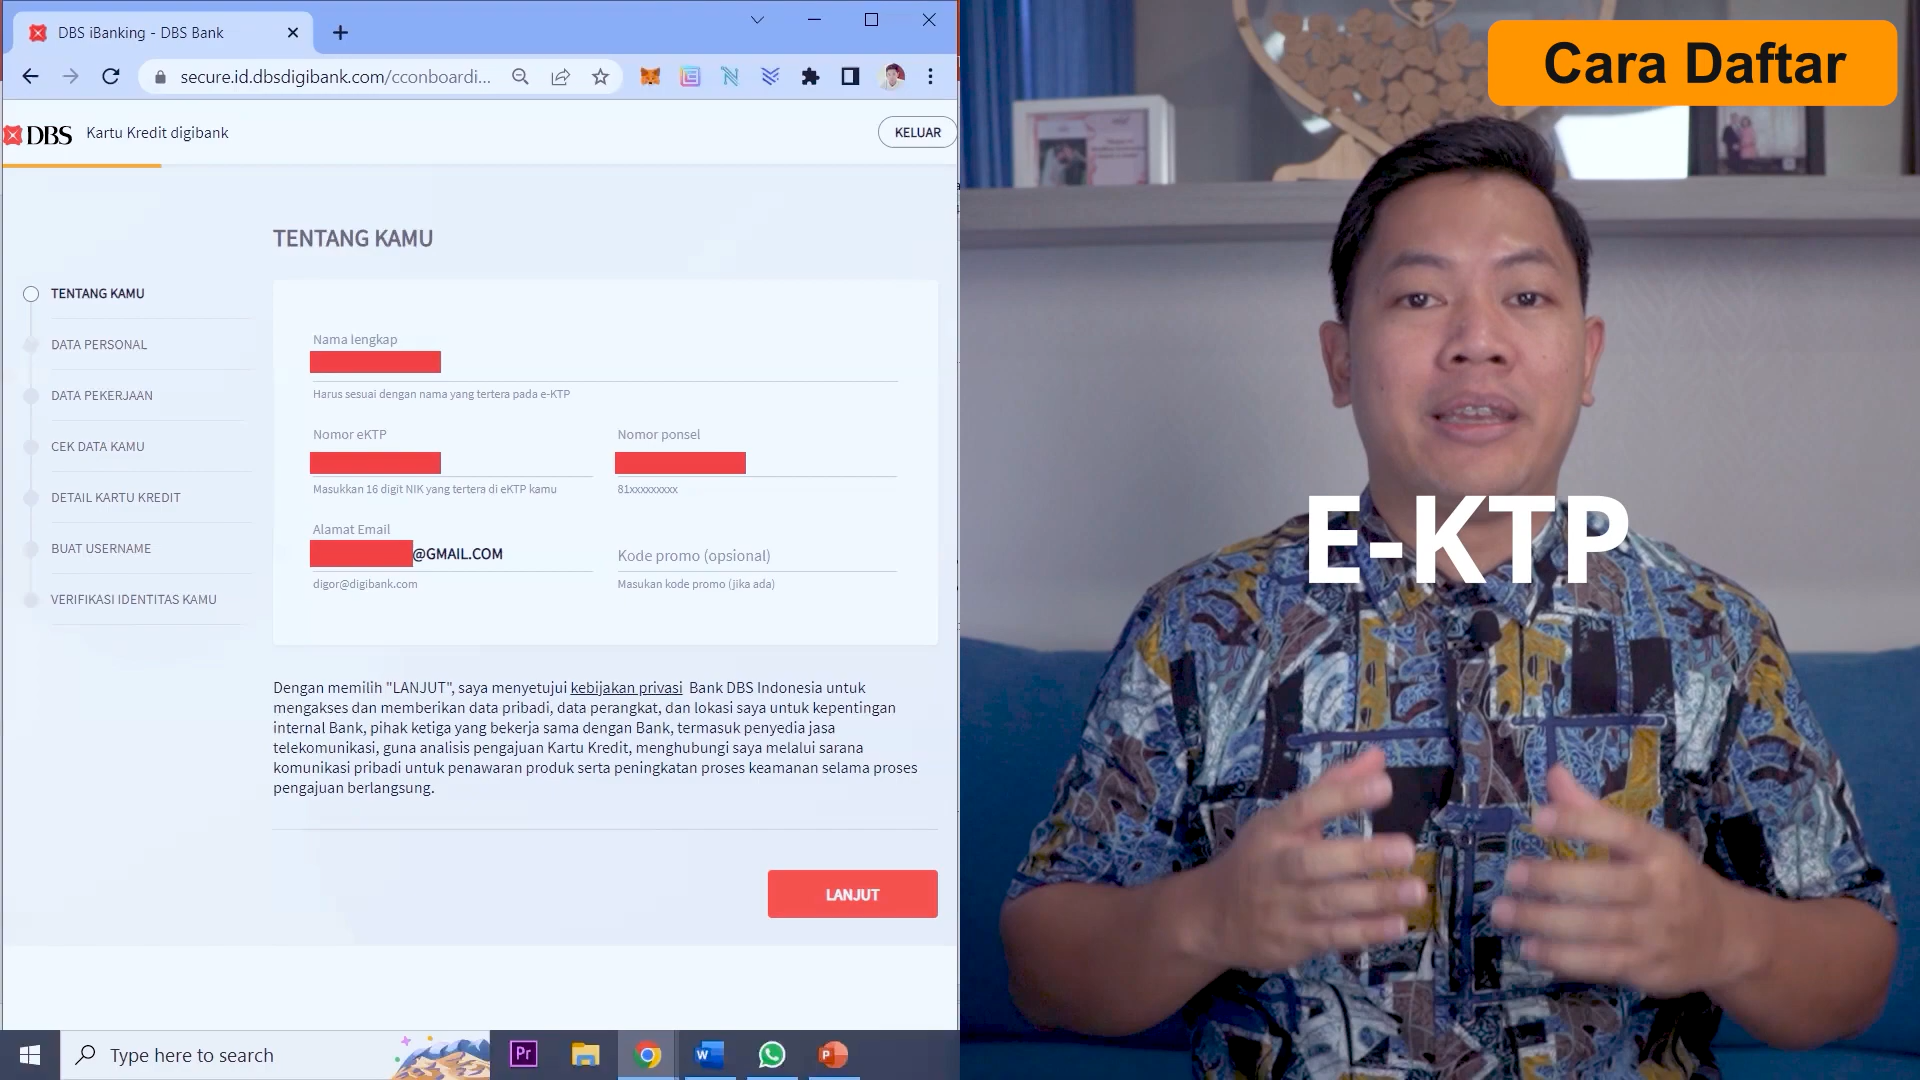 DBS iBanking - DBS Bank
secure.id.dbsdigibank.com/cconboardi...
DBS Kartu Kredit digibank
KELUAR
TENTANG KAMU
TENTANG KAMU
DATA PERSONAL
DATA PEKERJAAN
CEK DATA KAMU
DETAIL KARTU KREDIT
BUAT USERNAME
VERIFIKASI IDENTITAS KAMU
Nama lengkap
Harus sesuai dengan nama yang tertera pada e-KTP
Nomor eKTP
Nomor ponsel
Masukkan 16 digit NIK yang tertera di eKTP kamu
81xxxxxxxxx
Alamat Email
@GMAIL.COM
Kode promo (opsional)
digor@digibank.com
Masukan kode promo (jika ada)
Dengan memilih "LANJUT", saya menyetujui kebijakan privasi Bank DBS Indonesia untuk
mengakses dan memberikan data pribadi, data perangkat, dan lokasi saya untuk kepentingan
internal Bank, pihak ketiga yang bekerja sama dengan Bank, termasuk penyedia jasa
telekomunikasi, guna analisis pengajuan Kartu Kredit, menghubungi saya melalui sarana
komunikasi pribadi untuk penawaran produk serta peningkatan proses keamanan selama proses
pengajuan berlangsung.
LANJUT
Type here to search
Pr
W
P
Cara Daftar
E-KTP